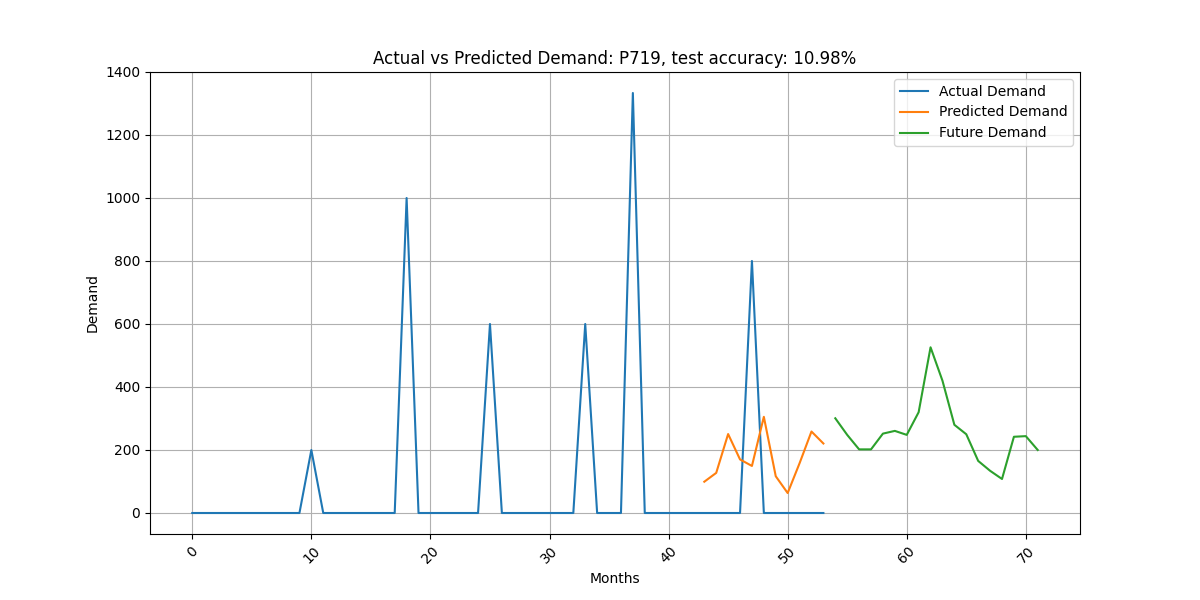 Actual vs Predicted Demand: P719, test accuracy: 10.98%
Actual Demand
Predicted Demand
Future Demand
1400
1200
1000
800
600
400
200
0
Demand
0 10 20 30 40 50 60 70
Months